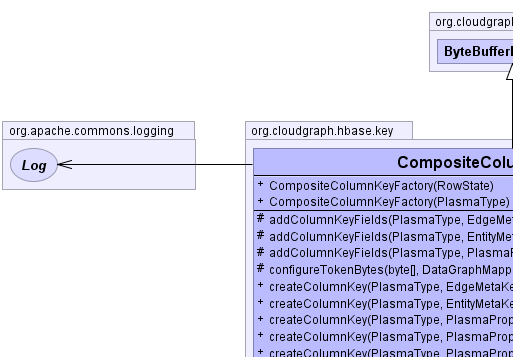 org.cloudgraph
ByteBuffer
org.apache.commons.logging
org.cloudgraph.hbase.key
Log
CompositeColu
+ CompositeColumnKeyFactory(RowState)
+ CompositeColumnKeyFactory(PlasmaType)
# addColumnKeyFields(PlasmaType, EdgeMet
# addColumnKeyFields(PlasmaType, EntityMet
# addColumnKeyFields(PlasmaType, PlasmaP
# configureTokenBytes(byte[], DataGraphMapp
+ createColumnKey(PlasmaType, EdgeMetaKe
+ createColumnKey(PlasmaType, EntityMetaKe
+ createColumnKey(PlasmaType, PlasmaProp
+ createColumnKey(PlasmaType, PlasmaProp
+ createColumnKey(PlasmaType, PlasmaProp